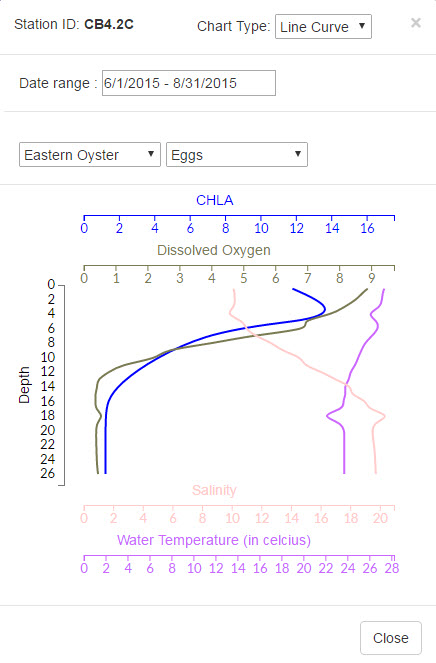 Station ID: CB4.2C Chart Type: Line Curve ×
Date range : 6/1/2015 - 8/31/2015
Eastern Oyster Eggs
CHLA
0 2 4 6 8 10 12 14 16
Dissolved Oxygen
0 1 2 3 4 5 6 7 8 9
Depth
0
2
4
6
8
10
12
14
16
18
20
22
24
26
Salinity
0 2 4 6 8 10 12 14 16 18 20
Water Temperature (in celcius)
0 2 4 6 8 10 12 14 16 18 20 22 24 26 28
Close